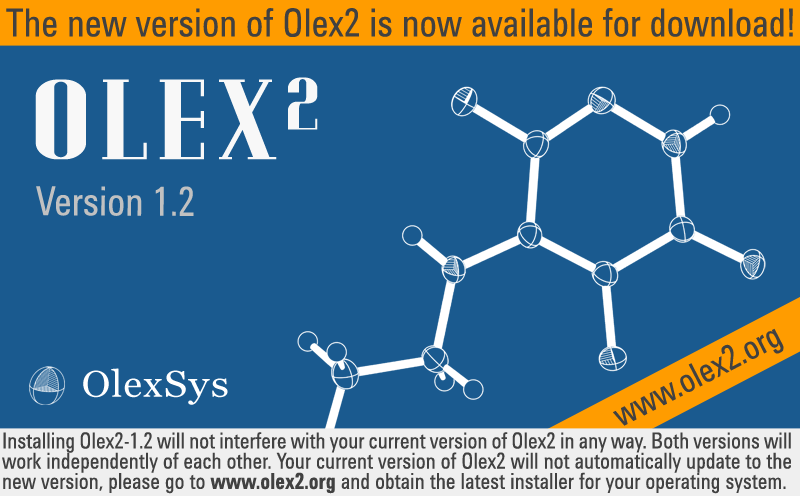 The new version of Olex2 is now available for download!
OLEX²
Version 1.2
OlexSys
www.olex2.org
Installing Olex2-1.2 will not interfere with your current version of Olex2 in any way. Both versions will
work independently of each other. Your current version of Olex2 will not automatically update to the
new version, please go to www.olex2.org and obtain the latest installer for your operating system.